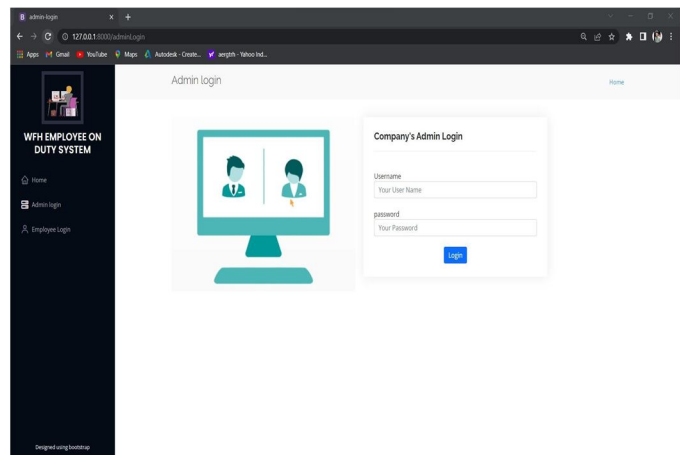 admin-login
127.0.0.1:8000/adminLogin
Apps Gmail YouTube Maps Autodesk - Create... aergtrh - Yahoo Ind...
WFH EMPLOYEE ON
DUTY SYSTEM
Home
Admin login
Employee Login
Designed using bootstrap
Admin login
Home
Company's Admin Login
Username
Your User Name
password
Your Password
Login